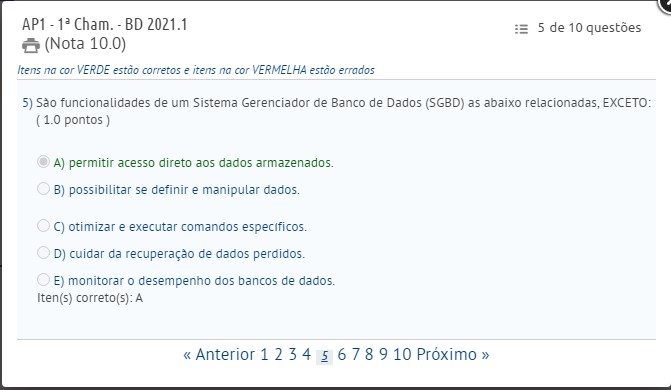 AP1 - 1ª Cham. - BD 2021.1
(Nota 10.0)
5 de 10 questões
Itens na cor VERDE estão corretos e itens na cor VERMELHA estão errados
5) São funcionalidades de um Sistema Gerenciador de Banco de Dados (SGBD) as abaixo relacionadas, EXCETO:
( 1.0 pontos )
A) permitir acesso direto aos dados armazenados.
B) possibilitar se definir e manipular dados.
C) otimizar e executar comandos específicos.
D) cuidar da recuperação de dados perdidos.
E) monitorar o desempenho dos bancos de dados.
Iten(s) correto(s): A
« Anterior 1 2 3 4 5 6 7 8 9 10 Próximo »